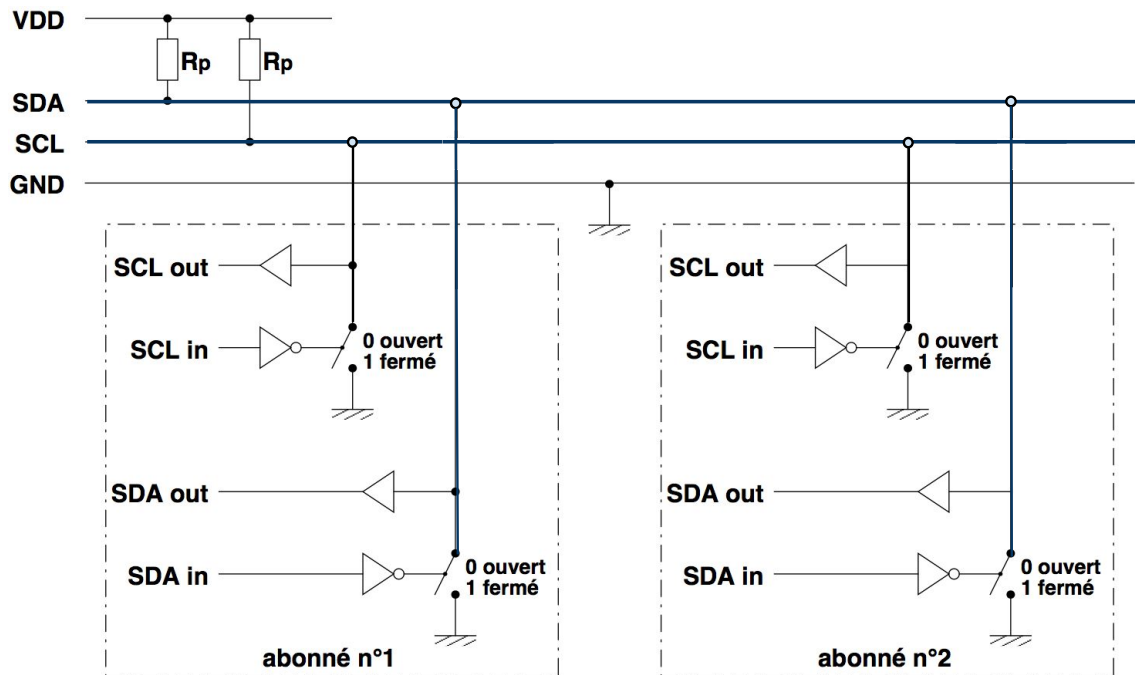 VDD
Rp Rp
SDA
SCL
GND
SCL out
SCL in
0 ouvert
1 fermé
SDA out
SDA in
0 ouvert
1 fermé
abonné n°1
SCL out
SCL in
0 ouvert
1 fermé
SDA out
SDA in
0 ouvert
1 fermé
abonné n°2